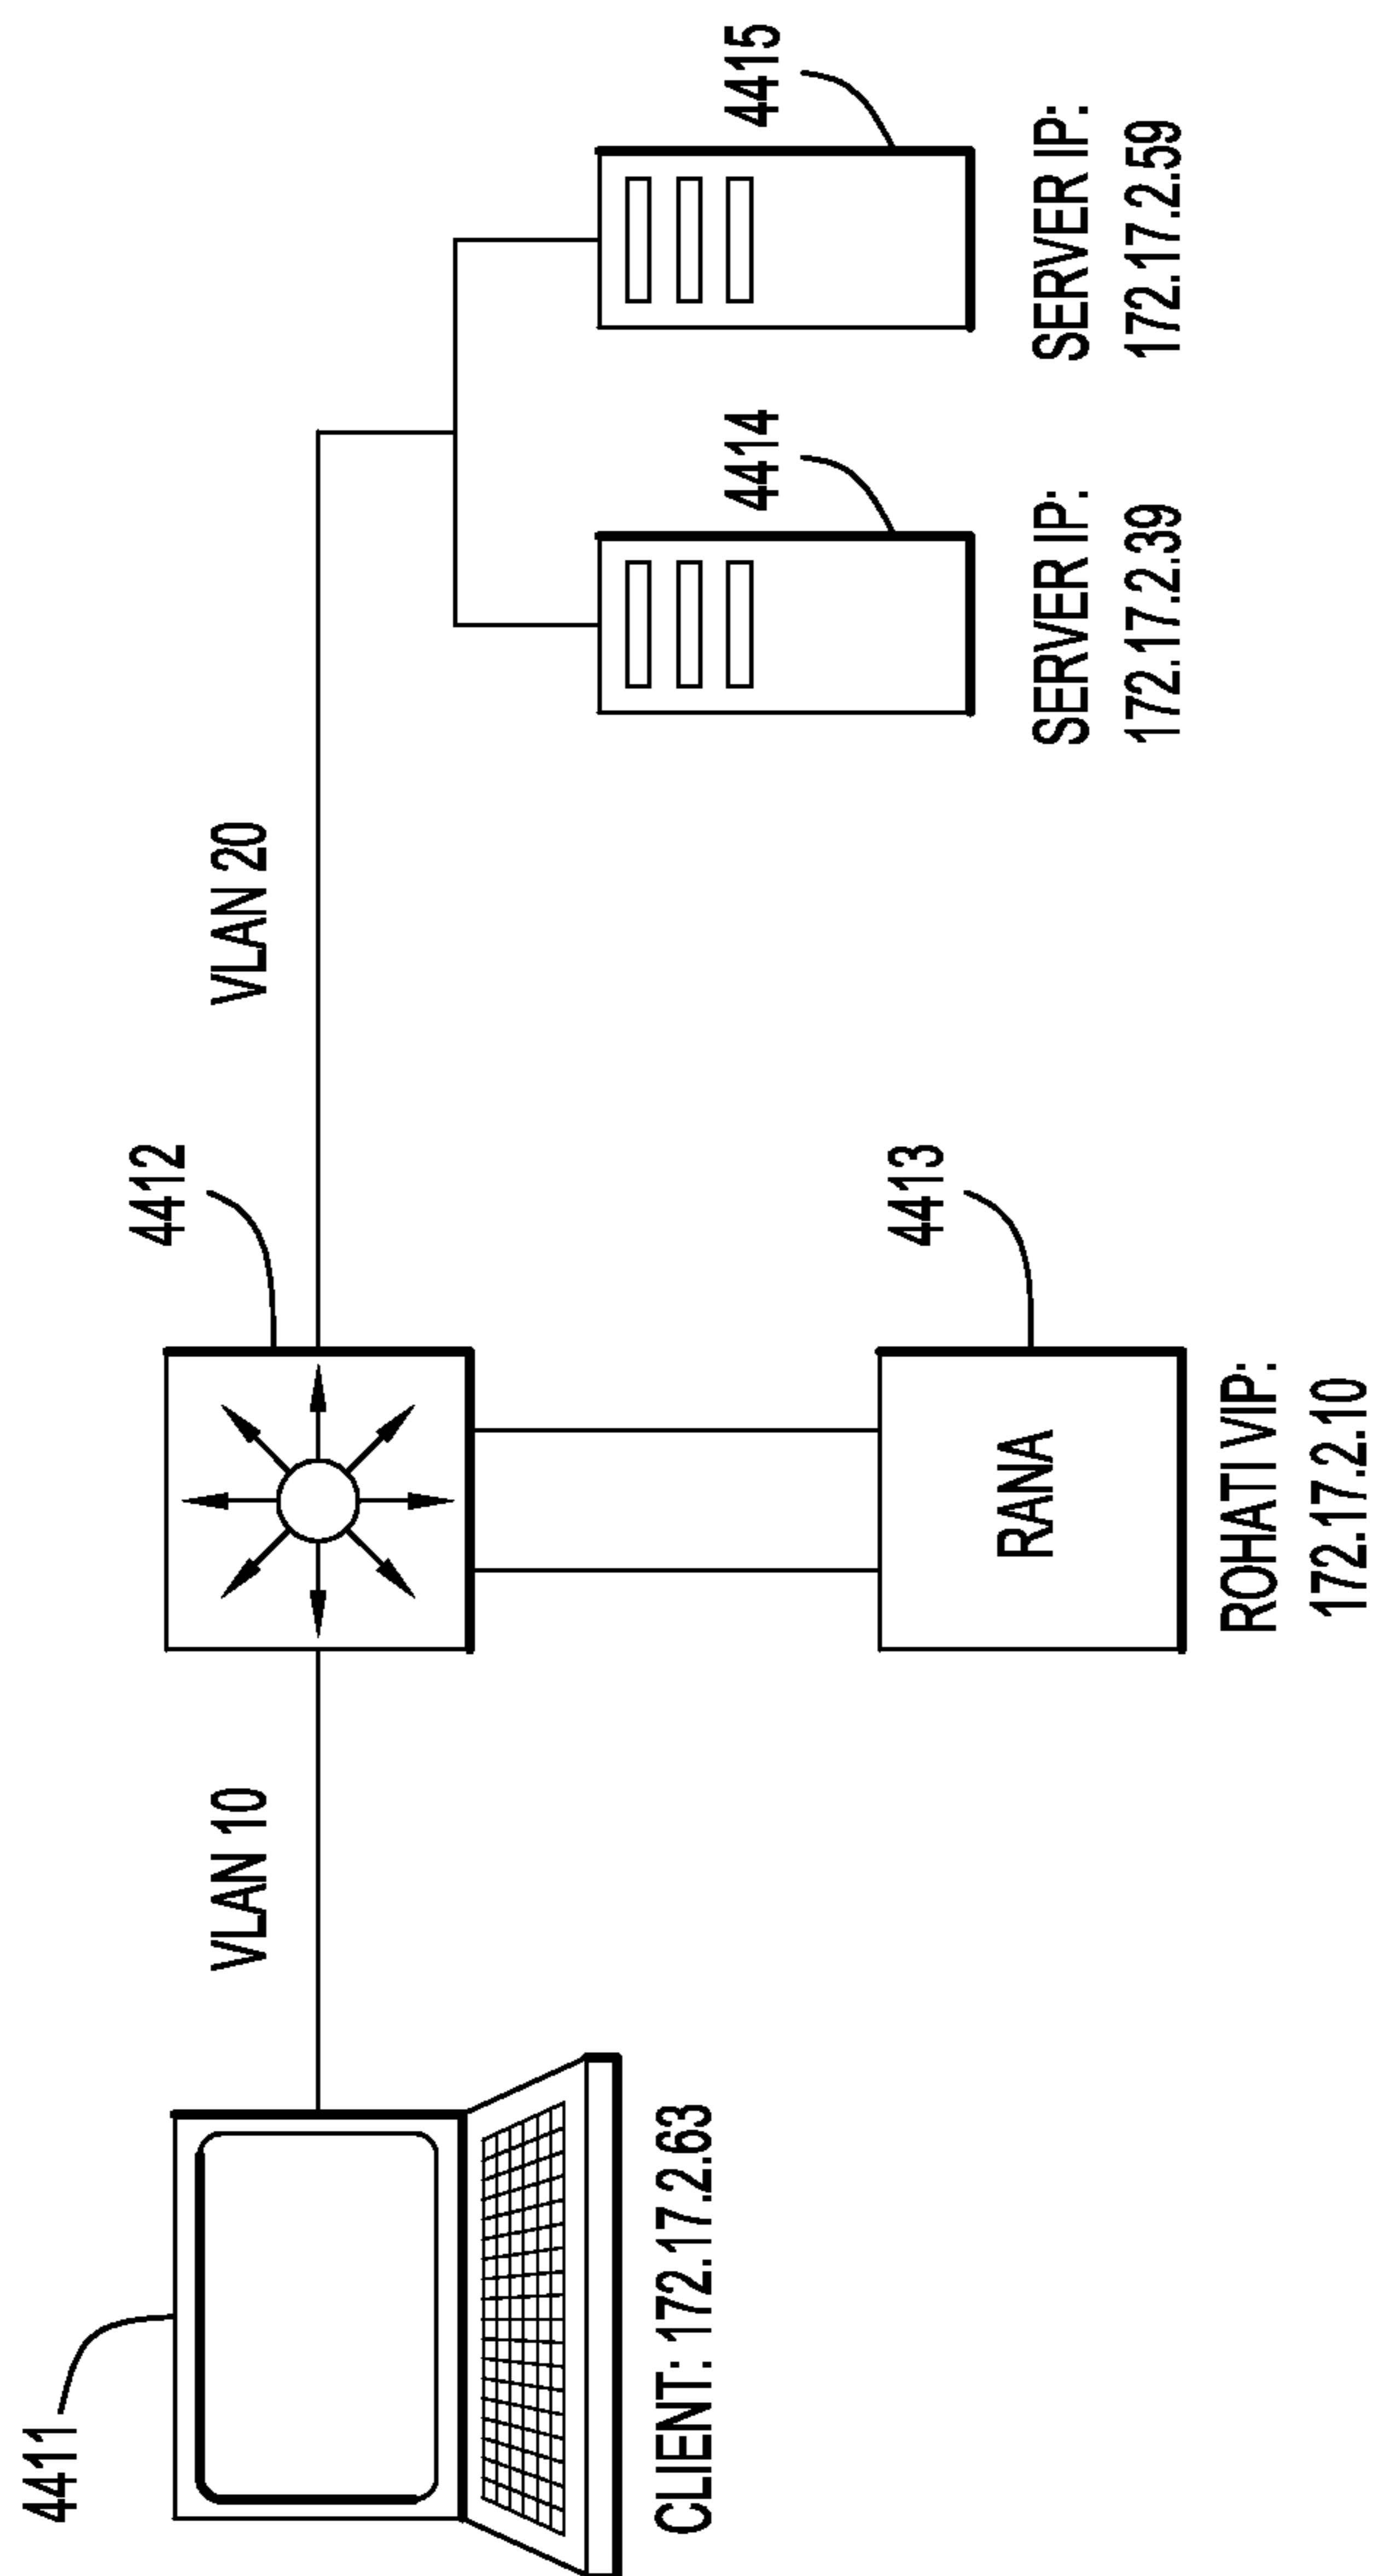 4411
VLAN 10
4412
VLAN 20
CLIENT: 172.17.2.63
RANA
4413
ROHATI VIP:
172.17.2.10
4414
SERVER IP:
172.17.2.39
4415
SERVER IP:
172.17.2.59